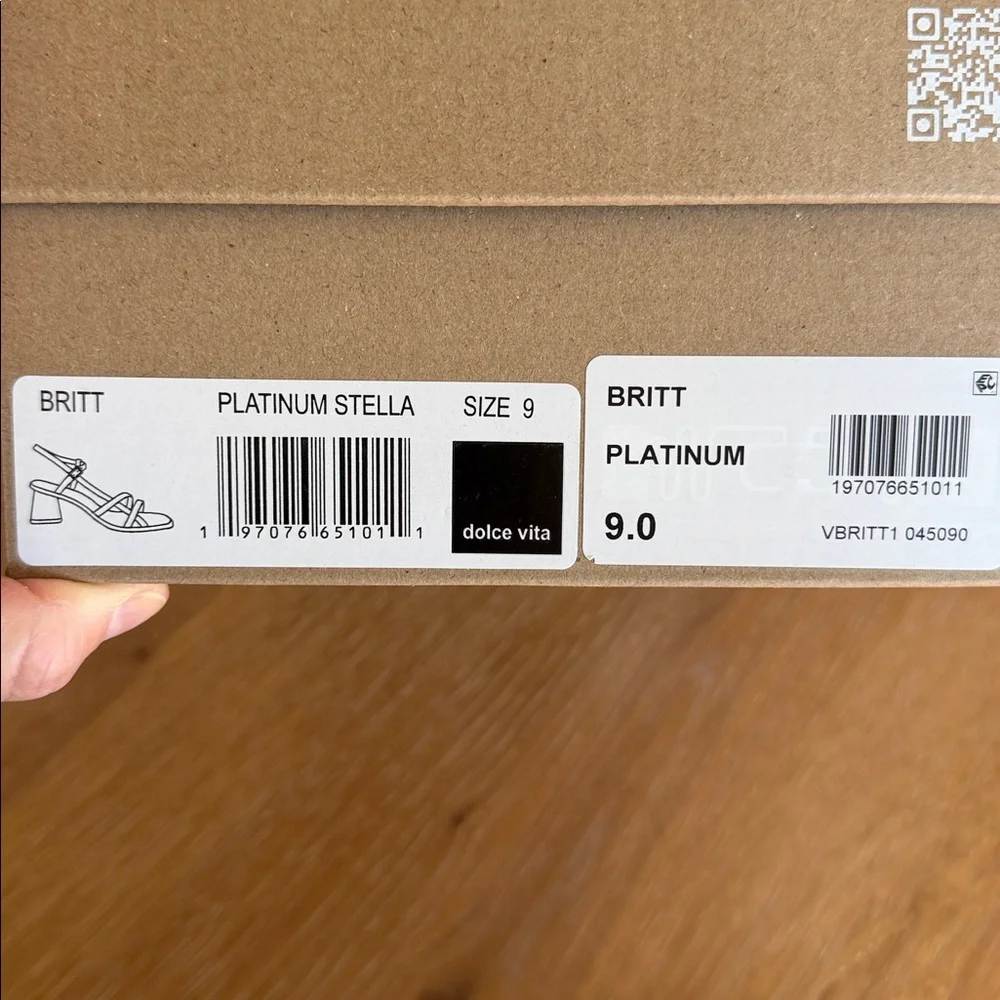 BRITT PLATINUM STELLA SIZE 9
1 97076 65101 1
dolce vita
BRITT
PLATINUM
197076651011
9.0
VBRITT1 045090